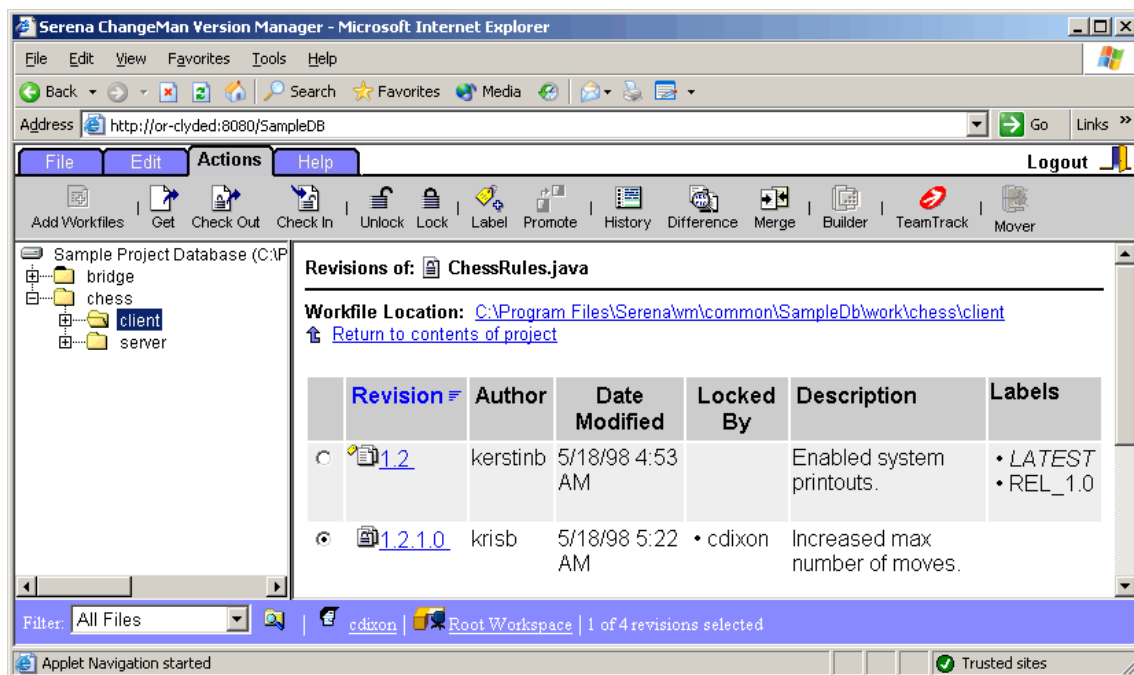 Serena ChangeMan Version Manager - Microsoft Internet Explorer
File Edit View Favorites Tools Help
Back Search Favorites Media
Address http://or-clyded:8080/SampleDB Go Links »
File Edit Actions Help Logout
Add Workfiles Get Check Out Check In Unlock Lock Label Promote History Difference Merge Builder TeamTrack Mover
Sample Project Database (C:\P
bridge
chess
client
server
Revisions of: ChessRules.java
Workfile Location: C:\Program Files\Serena\vm\common\SampleDb\work\chess\client
Return to contents of project
Revision Author Date Modified Locked By Description Labels
1.2 kerstinb 5/18/98 4:53 AM Enabled system printouts. • LATEST • REL_1.0
1.2.1.0 krisb 5/18/98 5:22 AM • cdixon Increased max number of moves.
Filter: All Files | cdixon | Root Workspace | 1 of 4 revisions selected
Applet Navigation started Trusted sites